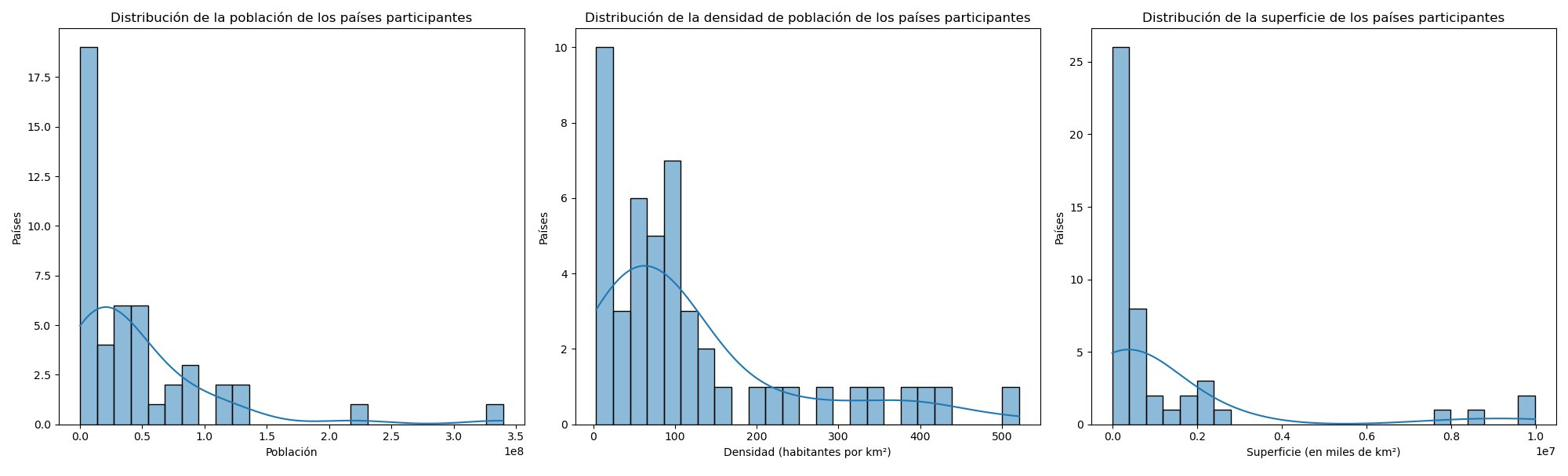 Distribución de la población de los países participantes
Países
17.5
15.0
12.5
10.0
7.5
5.0
2.5
0.0
0.0 0.5 1.0 1.5 2.0 2.5 3.0 3.5
1e8
Población
Distribución de la densidad de población de los países participantes
Países
10
8
6
4
2
0
0 100 200 300 400 500
Densidad (habitantes por km²)
Distribución de la superficie de los países participantes
Países
25
20
15
10
5
0
0.0 0.2 0.4 0.6 0.8 1.0
1e7
Superficie (en miles de km²)